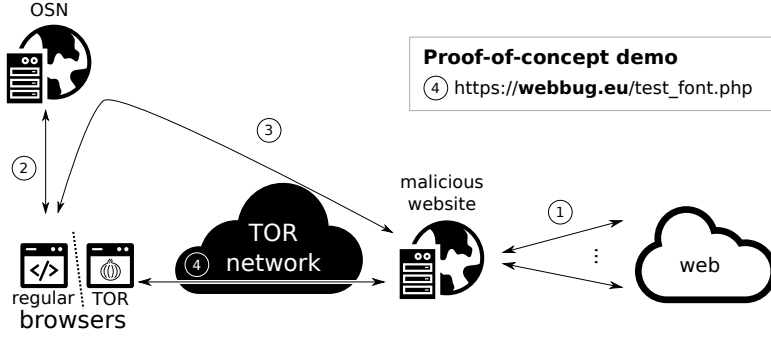 OSN
Proof-of-concept demo
4 https://webbug.eu/test_font.php
3
2
malicious
website
1
TOR
network
4
...
web
</>
regular TOR
browsers